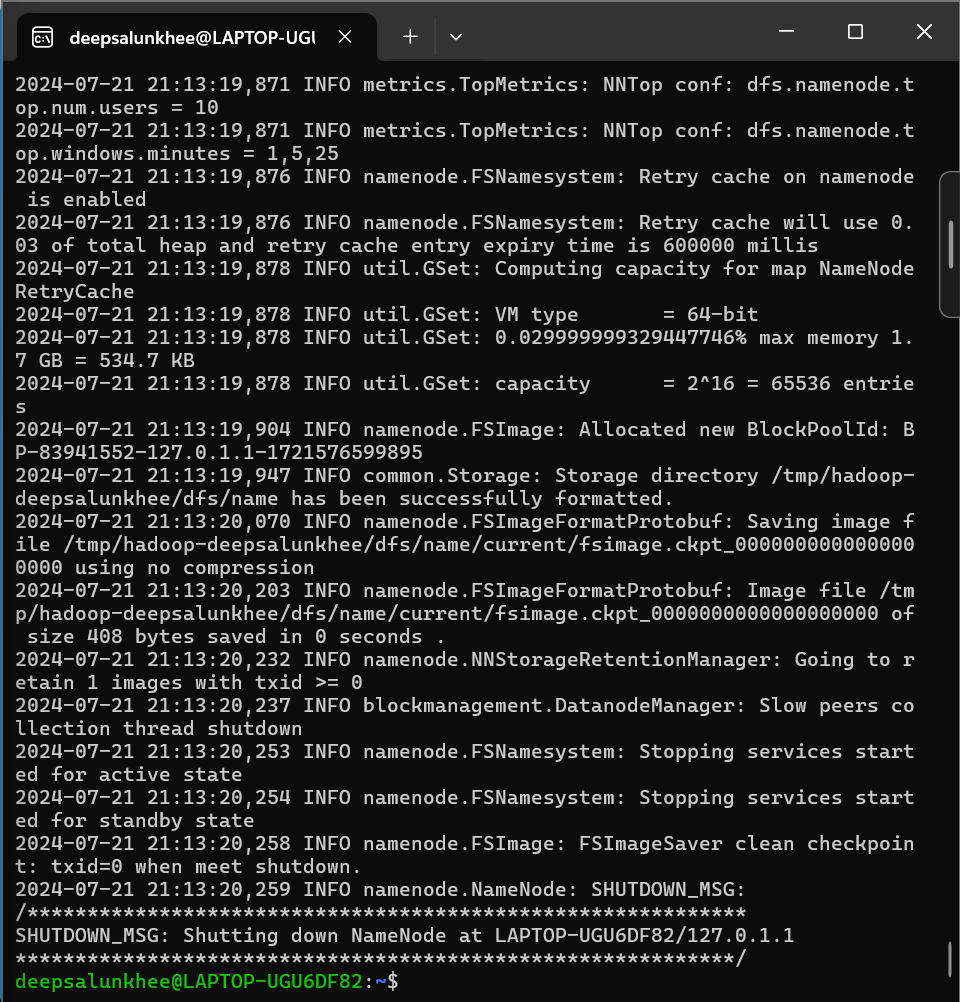 deepsalunkhee@LAPTOP-UGU
2024-07-21 21:13:19,871 INFO metrics.TopMetrics: NNTop conf: dfs.namenode.t
op.num.users = 10
2024-07-21 21:13:19,871 INFO metrics.TopMetrics: NNTop conf: dfs.namenode.t
op.windows.minutes = 1,5,25
2024-07-21 21:13:19,876 INFO namenode.FSNamesystem: Retry cache on namenode
 is enabled
2024-07-21 21:13:19,876 INFO namenode.FSNamesystem: Retry cache will use 0.
03 of total heap and retry cache entry expiry time is 600000 millis
2024-07-21 21:13:19,878 INFO util.GSet: Computing capacity for map NameNode
RetryCache
2024-07-21 21:13:19,878 INFO util.GSet: VM type       = 64-bit
2024-07-21 21:13:19,878 INFO util.GSet: 0.029999999329447746% max memory 1.
7 GB = 534.7 KB
2024-07-21 21:13:19,878 INFO util.GSet: capacity      = 2^16 = 65536 entrie
s
2024-07-21 21:13:19,904 INFO namenode.FSImage: Allocated new BlockPoolId: B
P-83941552-127.0.1.1-1721576599895
2024-07-21 21:13:19,947 INFO common.Storage: Storage directory /tmp/hadoop-
deepsalunkhee/dfs/name has been successfully formatted.
2024-07-21 21:13:20,070 INFO namenode.FSImageFormatProtobuf: Saving image f
ile /tmp/hadoop-deepsalunkhee/dfs/name/current/fsimage.ckpt_000000000000000
0000 using no compression
2024-07-21 21:13:20,203 INFO namenode.FSImageFormatProtobuf: Image file /tm
p/hadoop-deepsalunkhee/dfs/name/current/fsimage.ckpt_0000000000000000000 of
 size 408 bytes saved in 0 seconds .
2024-07-21 21:13:20,232 INFO namenode.NNStorageRetentionManager: Going to r
etain 1 images with txid >= 0
2024-07-21 21:13:20,237 INFO blockmanagement.DatanodeManager: Slow peers co
llection thread shutdown
2024-07-21 21:13:20,253 INFO namenode.FSNamesystem: Stopping services start
ed for active state
2024-07-21 21:13:20,254 INFO namenode.FSNamesystem: Stopping services start
ed for standby state
2024-07-21 21:13:20,258 INFO namenode.FSImage: FSImageSaver clean checkpoin
t: txid=0 when meet shutdown.
2024-07-21 21:13:20,259 INFO namenode.NameNode: SHUTDOWN_MSG:
/************************************************************
SHUTDOWN_MSG: Shutting down NameNode at LAPTOP-UGU6DF82/127.0.1.1
************************************************************/
deepsalunkhee@LAPTOP-UGU6DF82:~$